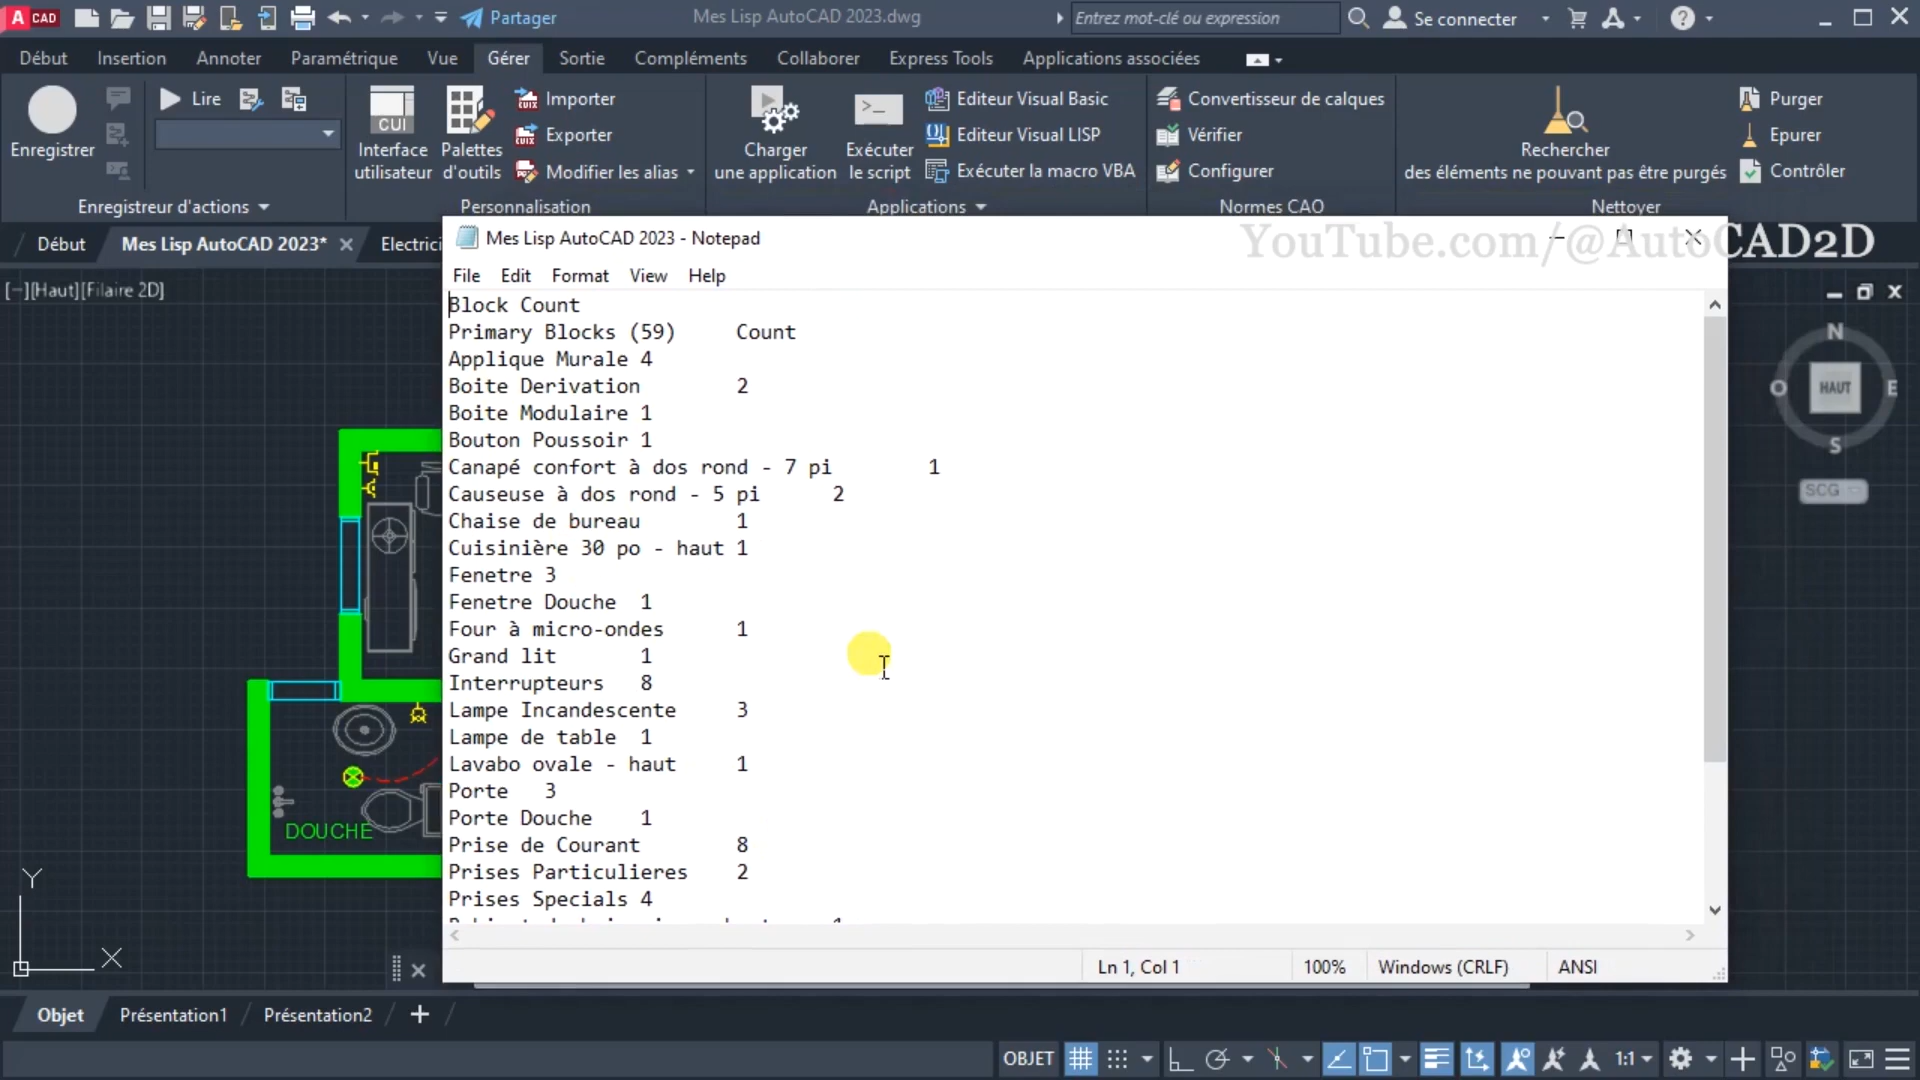 A CAD
Partager
Mes Lisp AutoCAD 2023.dwg
Entrez mot-clé ou expression
Se connecter
Début Insertion Annoter Paramétrique Vue Gérer Sortie Compléments Collaborer Express Tools Applications associées
Enregistrer
Lire
Enregistreur d'actions
CUI
Interface
utilisateur
Palettes
d'outils
Importer
Exporter
Modifier les alias
Personnalisation
Charger
une application
Exécuter
le script
Editeur Visual Basic
Editeur Visual LISP
Exécuter la macro VBA
Applications
Convertisseur de calques
Vérifier
Configurer
Normes CAO
Rechercher
des éléments ne pouvant pas être purgés
Purger
Epurer
Contrôler
Nettoyer
Début Mes Lisp AutoCAD 2023* Electrici
YouTube.com/@AutoCAD2D
[−][Haut][Filaire 2D]
Mes Lisp AutoCAD 2023 - Notepad
File Edit Format View Help
Block Count
Primary Blocks (59) Count
Applique Murale 4
Boite Derivation 2
Boite Modulaire 1
Bouton Poussoir 1
Canapé confort à dos rond - 7 pi 1
Causeuse à dos rond - 5 pi 2
Chaise de bureau 1
Cuisinière 30 po - haut 1
Fenetre 3
Fenetre Douche 1
Four à micro-ondes 1
Grand lit 1
Interrupteurs 8
Lampe Incandescente 3
Lampe de table 1
Lavabo ovale - haut 1
Porte 3
Porte Douche 1
Prise de Courant 8
Prises Particulieres 2
Prises Specials 4
Ln 1, Col 1 100% Windows (CRLF) ANSI
N
O HAUT E
S
SCG
DOUCHE
Y
X
Objet Présentation1 Présentation2
OBJET
1:1